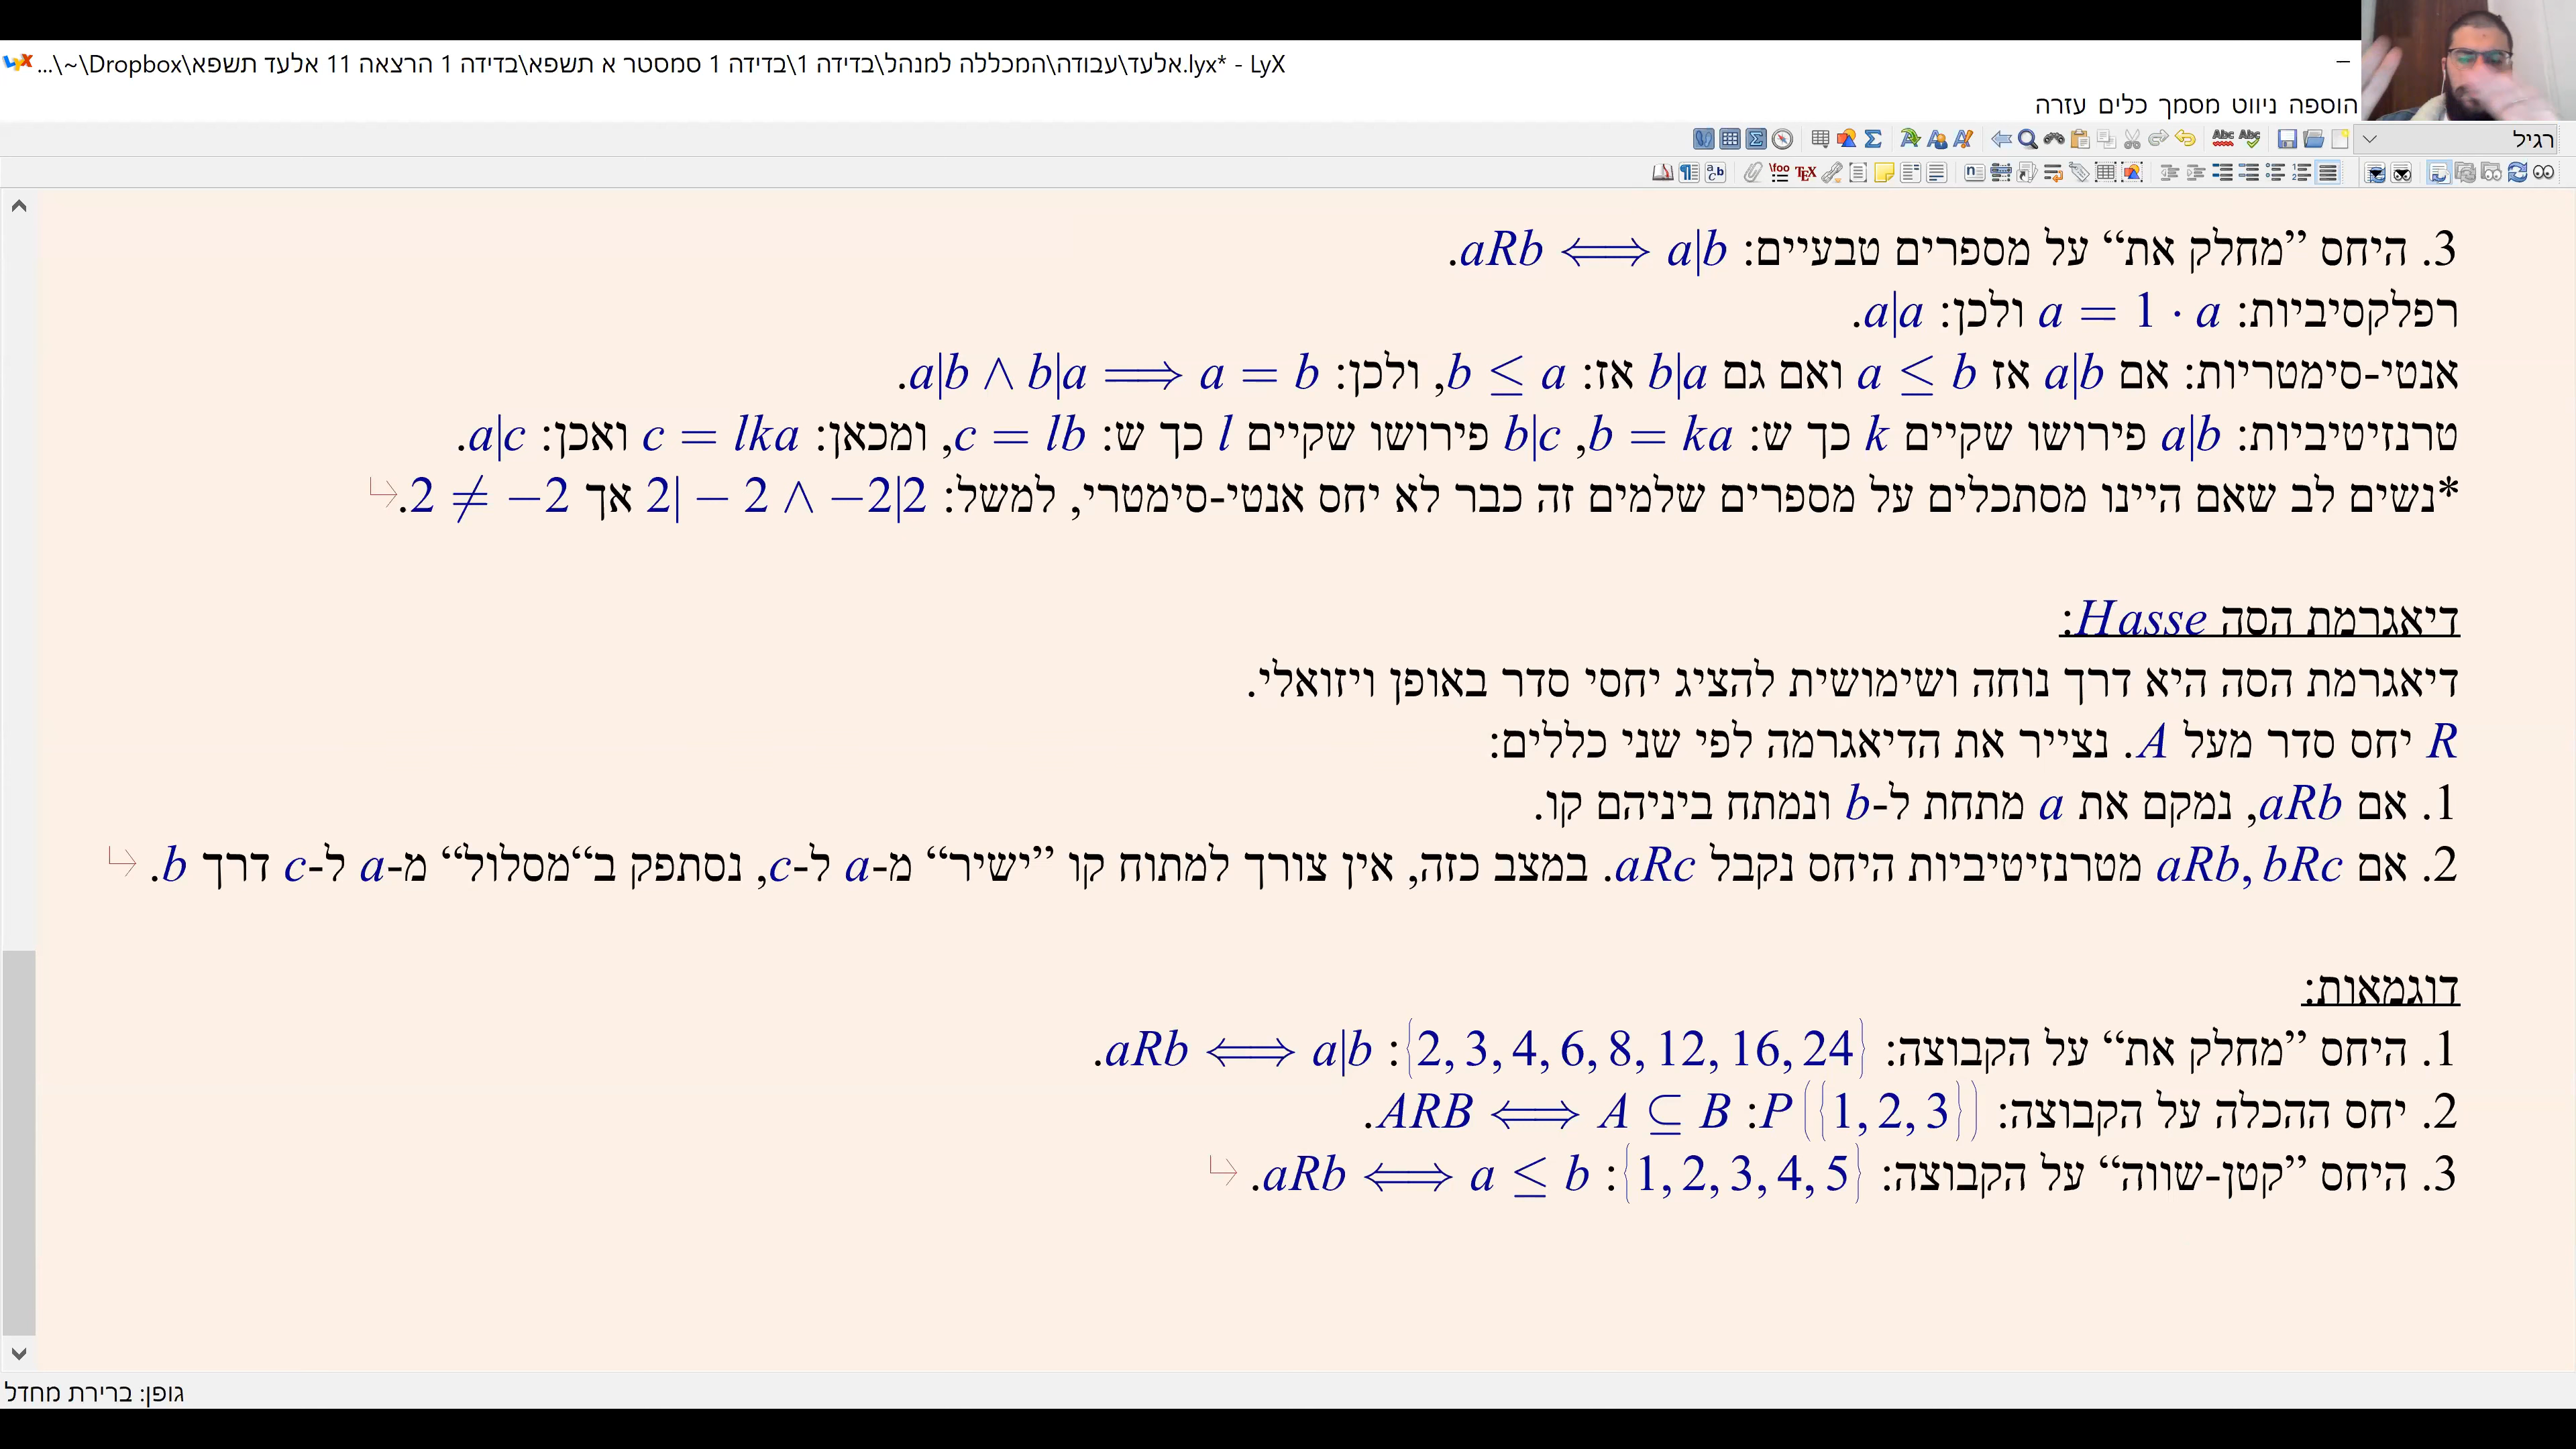 ...\~\Dropbox\אלעד\עבודה\המכללה למנהל\בדידה 1\בדידה 1 סמסטר א תשפא\בדידה 1 הרצאה 11 אלעד תשפא.lyx* - LyX
הוספה ניווט מסמך כלים עזרה
רגיל
3. היחס ”מחלק את“ על מספרים טבעיים: aRb ⟺ a|b.
רפלקסיביות: a = 1 · a ולכן: a|a.
אנטי-סימטריות: אם a|b אז a ≤ b ואם גם b|a אז: b ≤ a, ולכן: a|b ∧ b|a ⟹ a = b.
טרנזיטיביות: a|b פירושו שקיים k כך ש: b = ka, b|c פירושו שקיים l כך ש: c = lb, ומכאן: c = lka ואכן: a|c.
*נשים לב שאם היינו מסתכלים על מספרים שלמים זה כבר לא יחס אנטי-סימטרי, למשל: 2| − 2 ∧ −2|2 אך 2 ≠ −2.
דיאגרמת הסה Hasse:
דיאגרמת הסה היא דרך נוחה ושימושית להציג יחסי סדר באופן ויזואלי.
R יחס סדר מעל A. נצייר את הדיאגרמה לפי שני כללים:
1. אם aRb, נמקם את a מתחת ל-b ונמתח ביניהם קו.
2. אם aRb, bRc מטרנזיטיביות היחס נקבל aRc. במצב כזה, אין צורך למתוח קו ”ישיר“ מ-a ל-c, נסתפק ב“מסלול“ מ-a ל-c דרך b.
דוגמאות:
1. היחס ”מחלק את“ על הקבוצה: {2, 3, 4, 6, 8, 12, 16, 24}: aRb ⟺ a|b.
2. יחס ההכלה על הקבוצה: P({1, 2, 3}): ARB ⟺ A ⊆ B.
3. היחס ”קטן-שווה“ על הקבוצה: {1, 2, 3, 4, 5}: aRb ⟺ a ≤ b.
גופן: ברירת מחדל